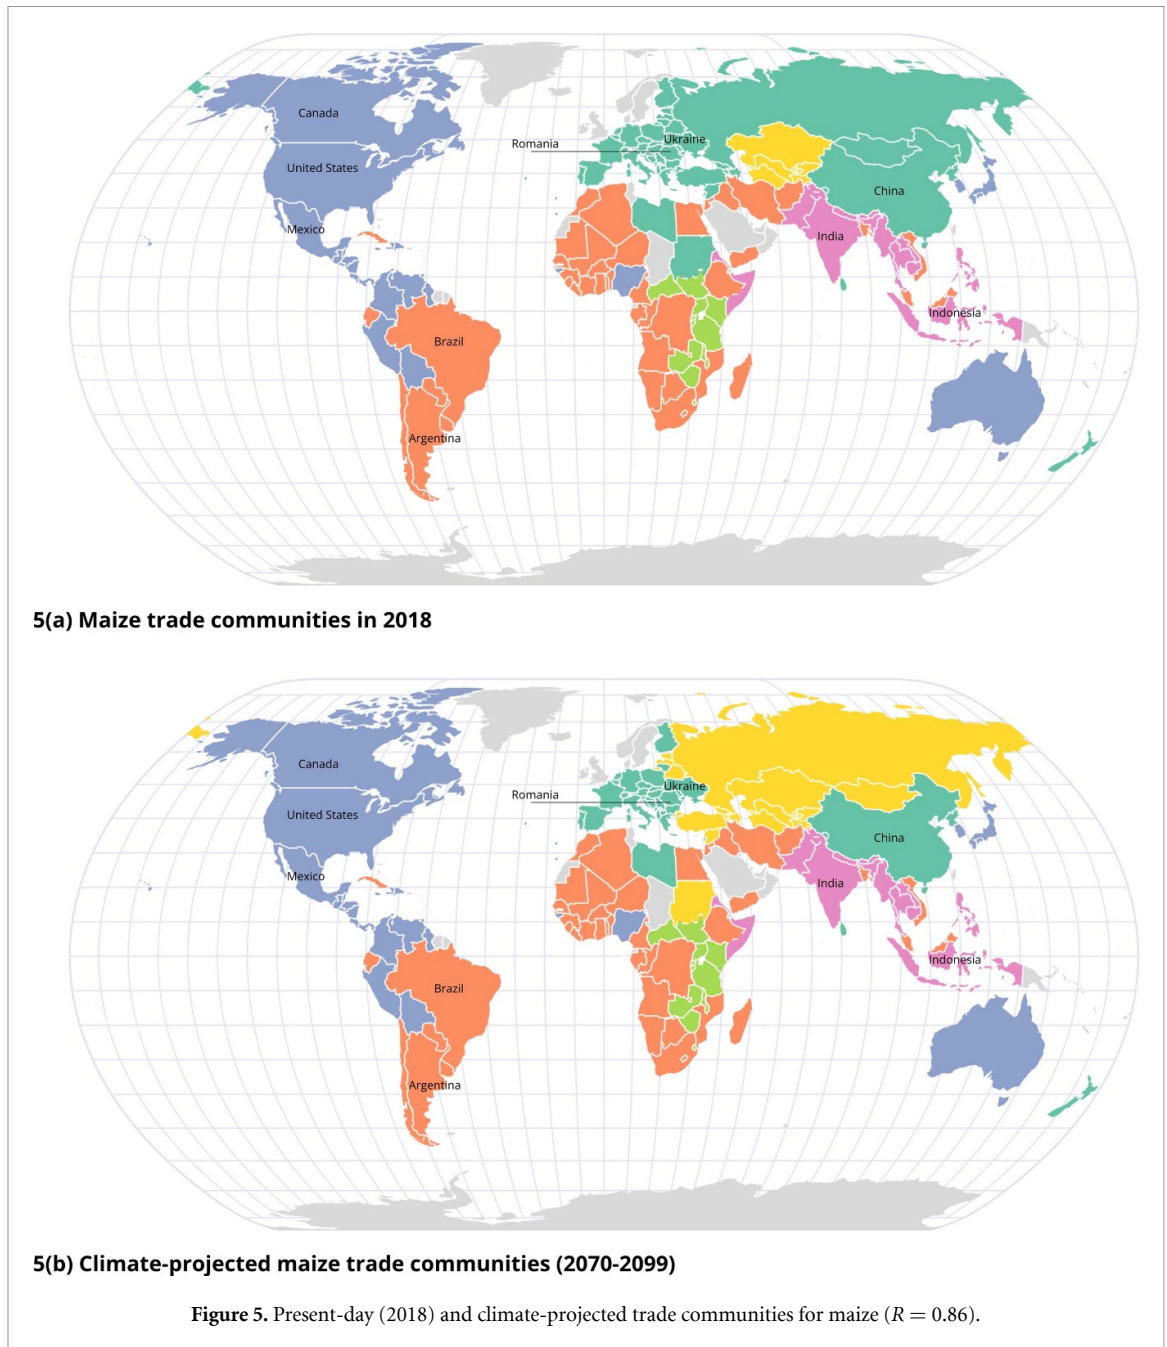 Canada
Romania
Ukraine
United States
China
Mexico
India
Indonesia
Brazil
Argentina
5(a) Maize trade communities in 2018
Canada
Romania
Ukraine
United States
China
Mexico
India
Indonesia
Brazil
Argentina
5(b) Climate-projected maize trade communities (2070-2099)
Figure 5. Present-day (2018) and climate-projected trade communities for maize (R = 0.86).